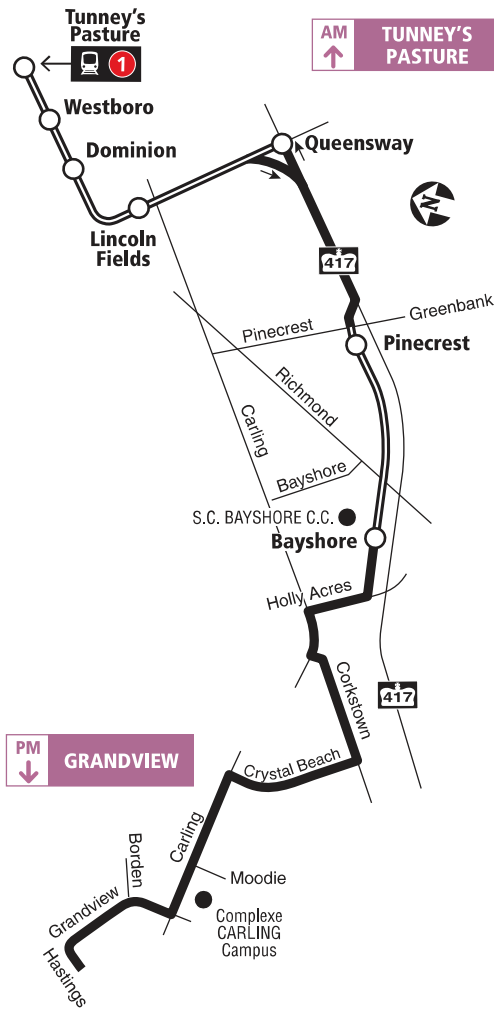 Tunney's
Pasture
1
AM
TUNNEY'S
PASTURE
Westboro
Dominion
Queensway
Lincoln
Fields
N
417
Greenbank
Pinecrest
Pinecrest
Richmond
Carling
Bayshore
S.C. BAYSHORE C.C.
Bayshore
Holly Acres
Corkstown
417
PM
GRANDVIEW
Crystal Beach
Carling
Borden
Moodie
Grandview
Complexe
CARLING
Campus
Hastings